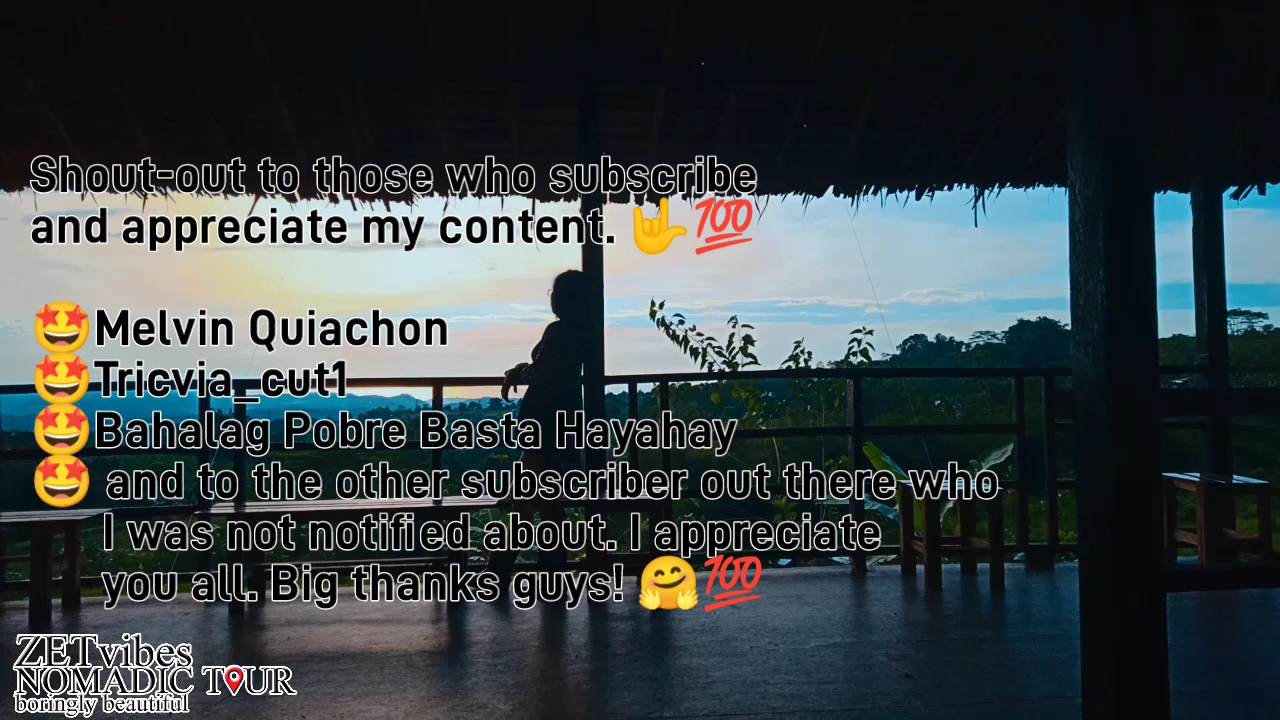 Shout-out to those who subscribe
and appreciate my content. 🤟💯
🤩Melvin Quiachon
🤩Tricvia_cut1
🤩Bahalag Pobre Basta Hayahay
🤩 and to the other subscriber out there who
I was not notified about. I appreciate
you all. Big thanks guys! 🤗💯
ZETvibes
NOMADIC TOUR
boringly beautiful